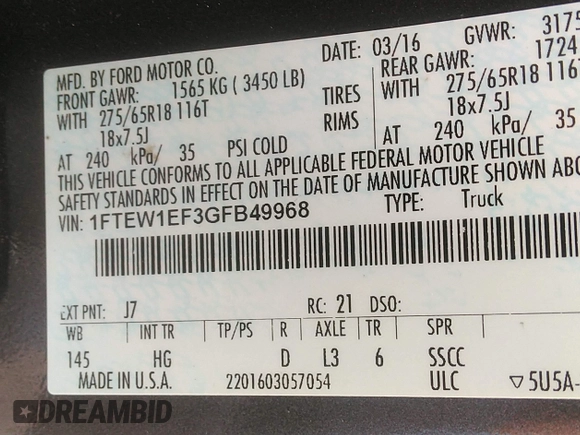 MFD. BY FORD MOTOR CO.
DATE: 03/16
GVWR: 3175
FRONT GAWR: 1565 KG ( 3450 LB)
REAR GAWR: 1724
WITH 275/65R18 116T
TIRES
WITH 275/65R18 116T
18x7.5J
RIMS
18x7.5J
AT 240 kPa/ 35 PSI COLD
AT 240 kPa/ 35
THIS VEHICLE CONFORMS TO ALL APPLICABLE FEDERAL MOTOR VEHICLE
SAFETY STANDARDS IN EFFECT ON THE DATE OF MANUFACTURE SHOWN
VIN: 1FTEW1EF3GFB49968
TYPE: Truck
EXT PNT: J7
RC: 21 DSO:
WB INT TR TP/PS R AXLE TR SPR
145 HG D L3 6 SSCC
MADE IN U.S.A. 2201603057054 ULC ▽5U5A-
DREAMBID